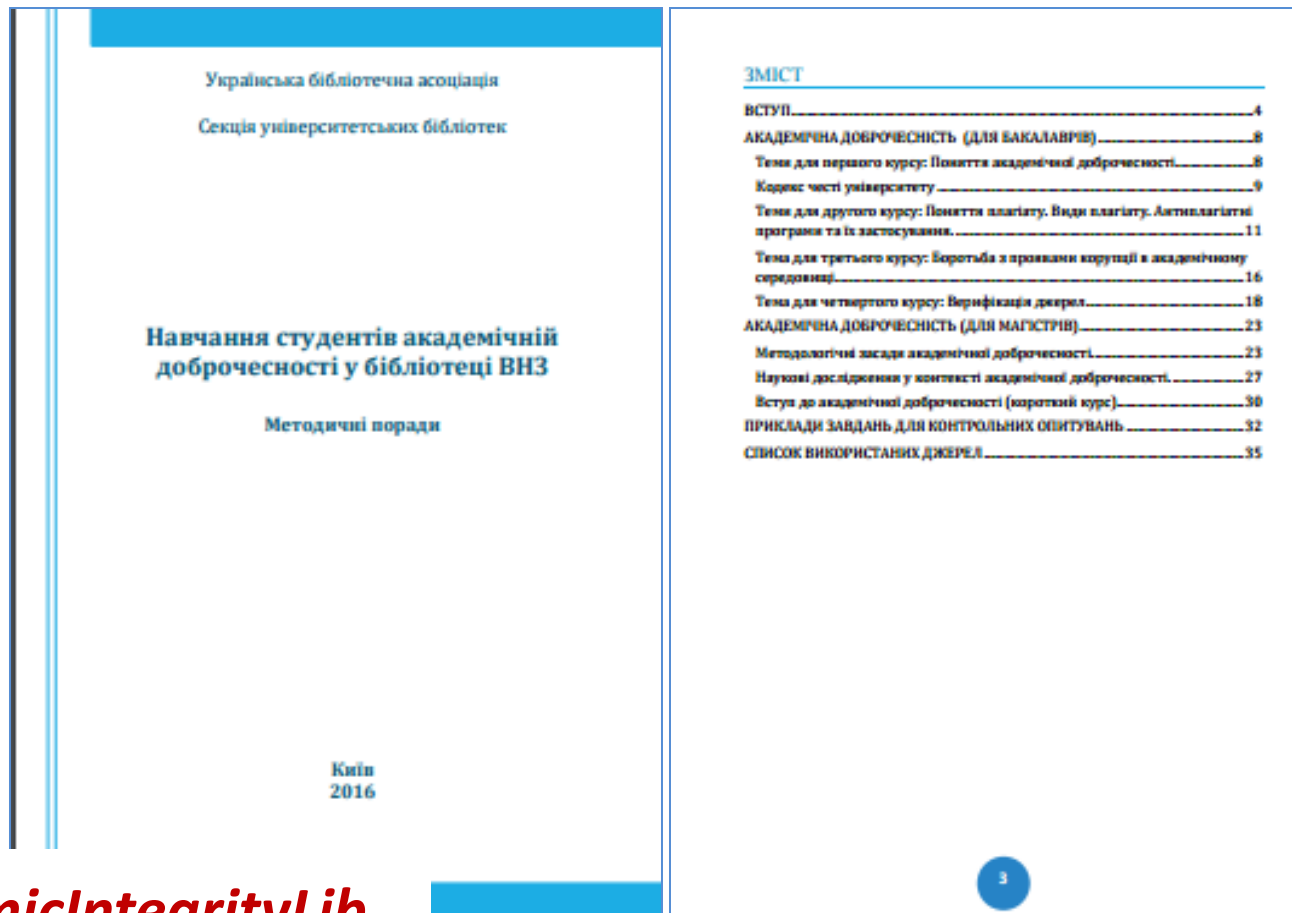 Українська бібліотечна асоціація
Секція університетських бібліотек
Навчання студентів академічній
доброчесності у бібліотеці ВНЗ
Методичні поради
Київ
2016
micIntegrityLib
ЗМІСТ
ВСТУП 4
АКАДЕМІЧНА ДОБРОЧЕСНІСТЬ (ДЛЯ БАКАЛАВРІВ) 8
Теми для першого курсу: Поняття академічної доброчесності 8
Кодекс честі університету 9
Теми для другого курсу: Поняття плагіату. Види плагіату. Антиплагіатні
програми та їх застосування. 11
Тема для третього курсу: Боротьба з проявами корупції в академічному
середовищі 16
Тема для четвертого курсу: Верифікація джерел 18
АКАДЕМІЧНА ДОБРОЧЕСНІСТЬ (ДЛЯ МАГІСТРІВ) 23
Методологічні засади академічної доброчесності 23
Наукові дослідження у контексті академічної доброчесності. 27
Вступ до академічної доброчесності (короткий курс) 30
ПРИКЛАДИ ЗАВДАНЬ ДЛЯ КОНТРОЛЬНИХ ОПИТУВАНЬ 32
СПИСОК ВИКОРИСТАНИХ ДЖЕРЕЛ 35
3